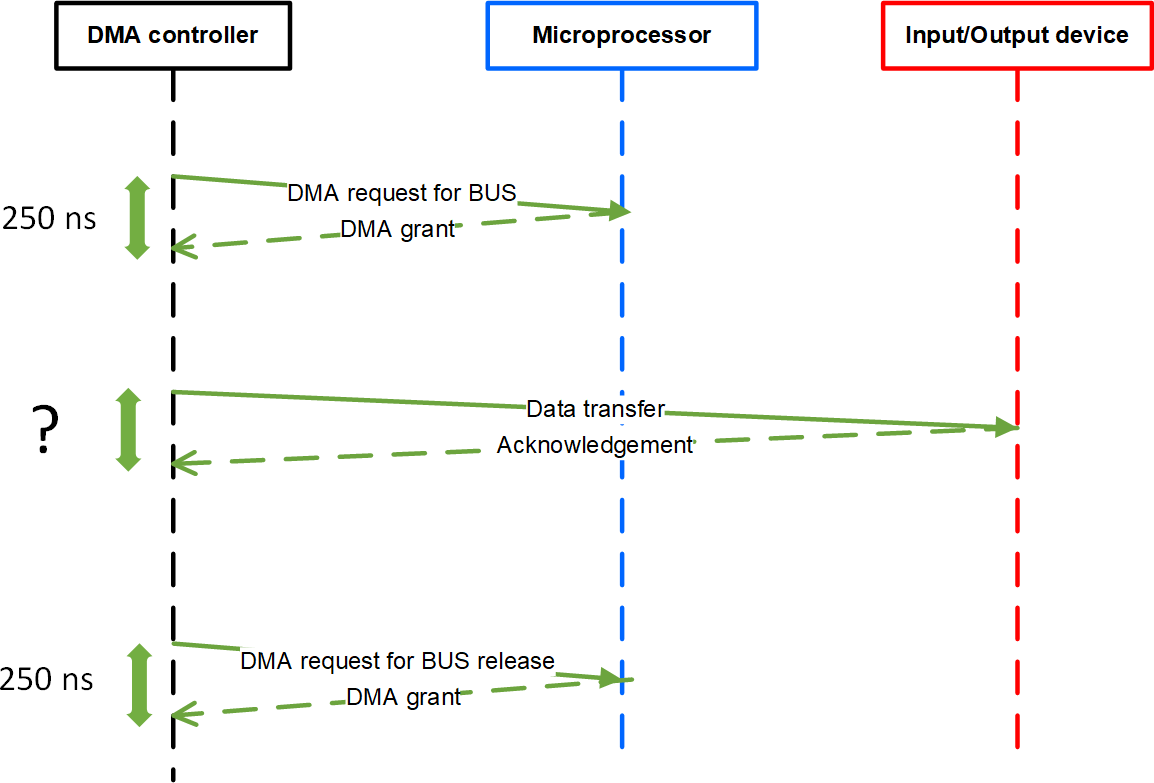 DMA controller
Microprocessor
Input/Output device
DMA request for BUS
250 ns
DMA grant
Data transfer
?
Acknowledgement
DMA request for BUS release
250 ns
DMA grant